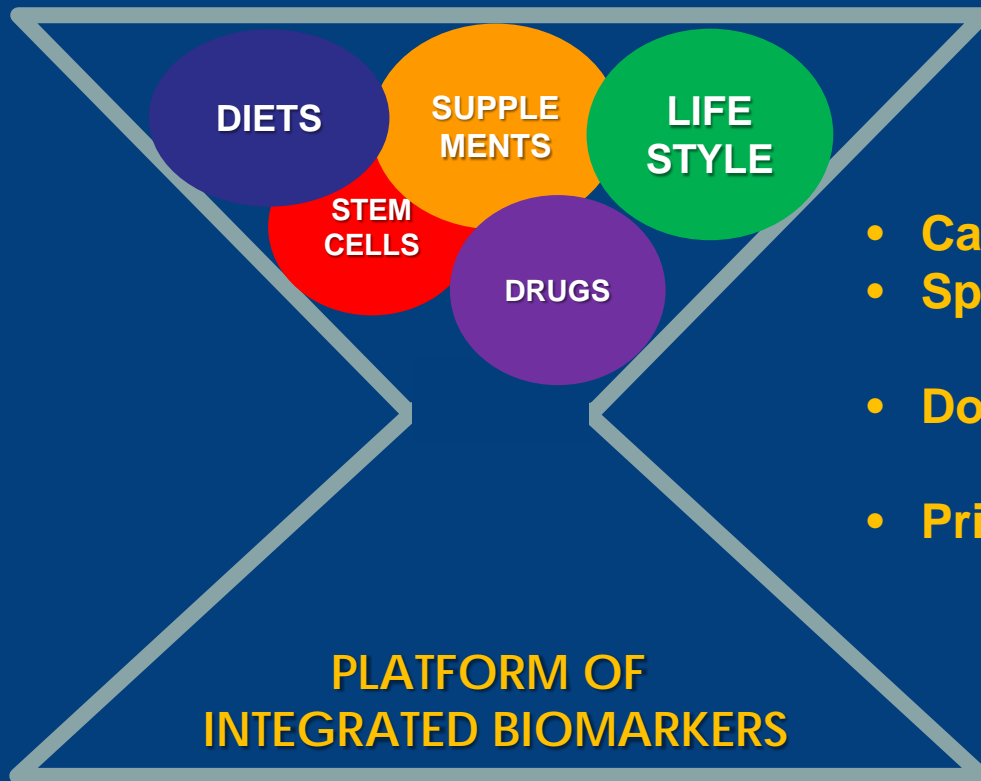 DIETS
SUPPLE
MENTS
LIFE
STYLE
STEM
CELLS
DRUGS
PLATFORM OF
INTEGRATED BIOMARKERS